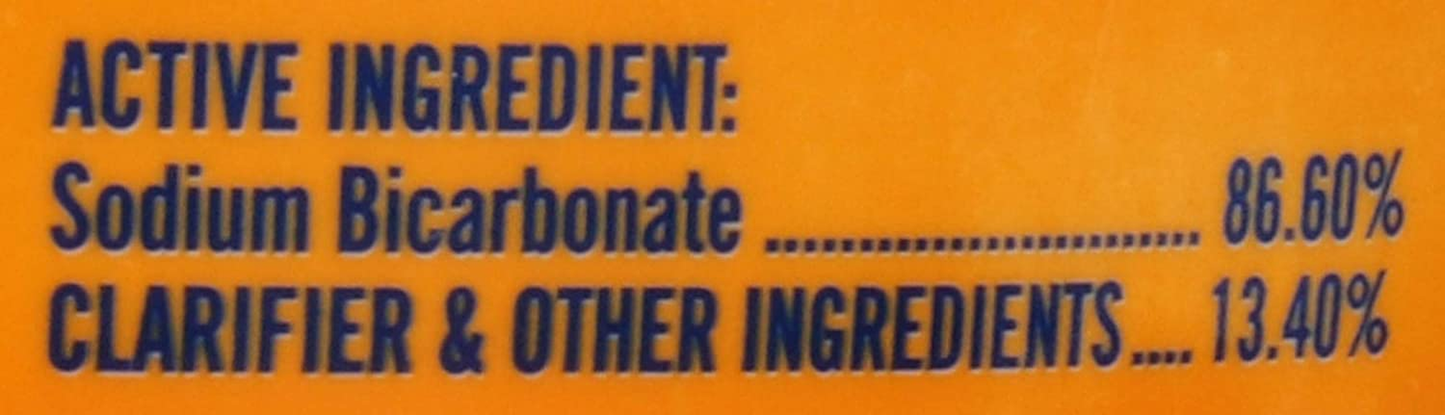 ACTIVE INGREDIENT:
Sodium Bicarbonate ................................ 86.60%
CLARIFIER & OTHER INGREDIENTS .... 13.40%